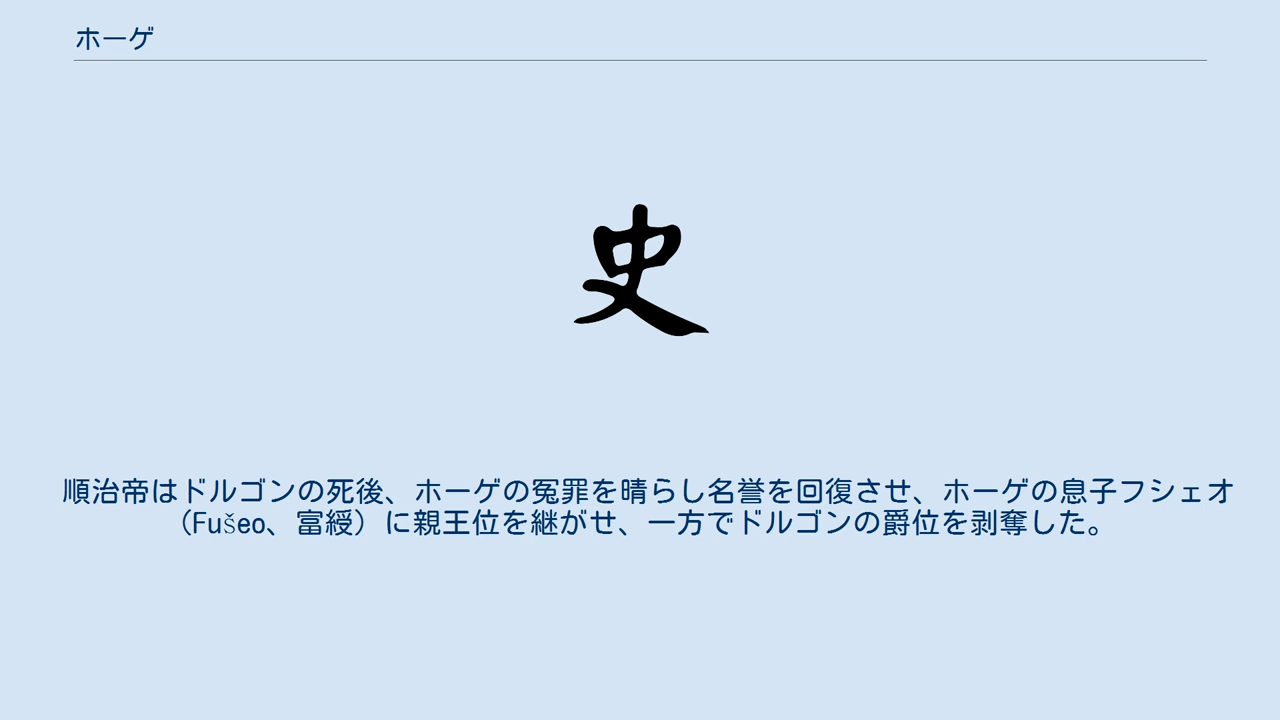 ホーゲ
史
順治帝はドルゴンの死後、ホーゲの冤罪を晴らし名誉を回復させ、ホーゲの息子フシェオ
（Fušeo、富綬）に親王位を継がせ、一方でドルゴンの爵位を剥奪した。